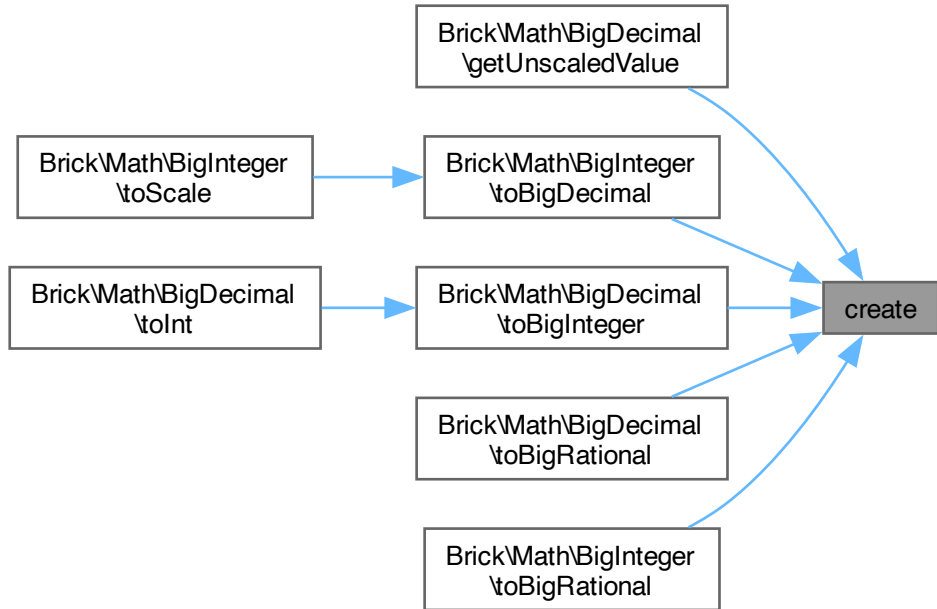 Brick\Math\BigDecimal
\getUnscaledValue
Brick\Math\BigInteger
\toScale
Brick\Math\BigInteger
\toBigDecimal
Brick\Math\BigDecimal
\toInt
Brick\Math\BigDecimal
\toBigInteger
create
Brick\Math\BigDecimal
\toBigRational
Brick\Math\BigInteger
\toBigRational